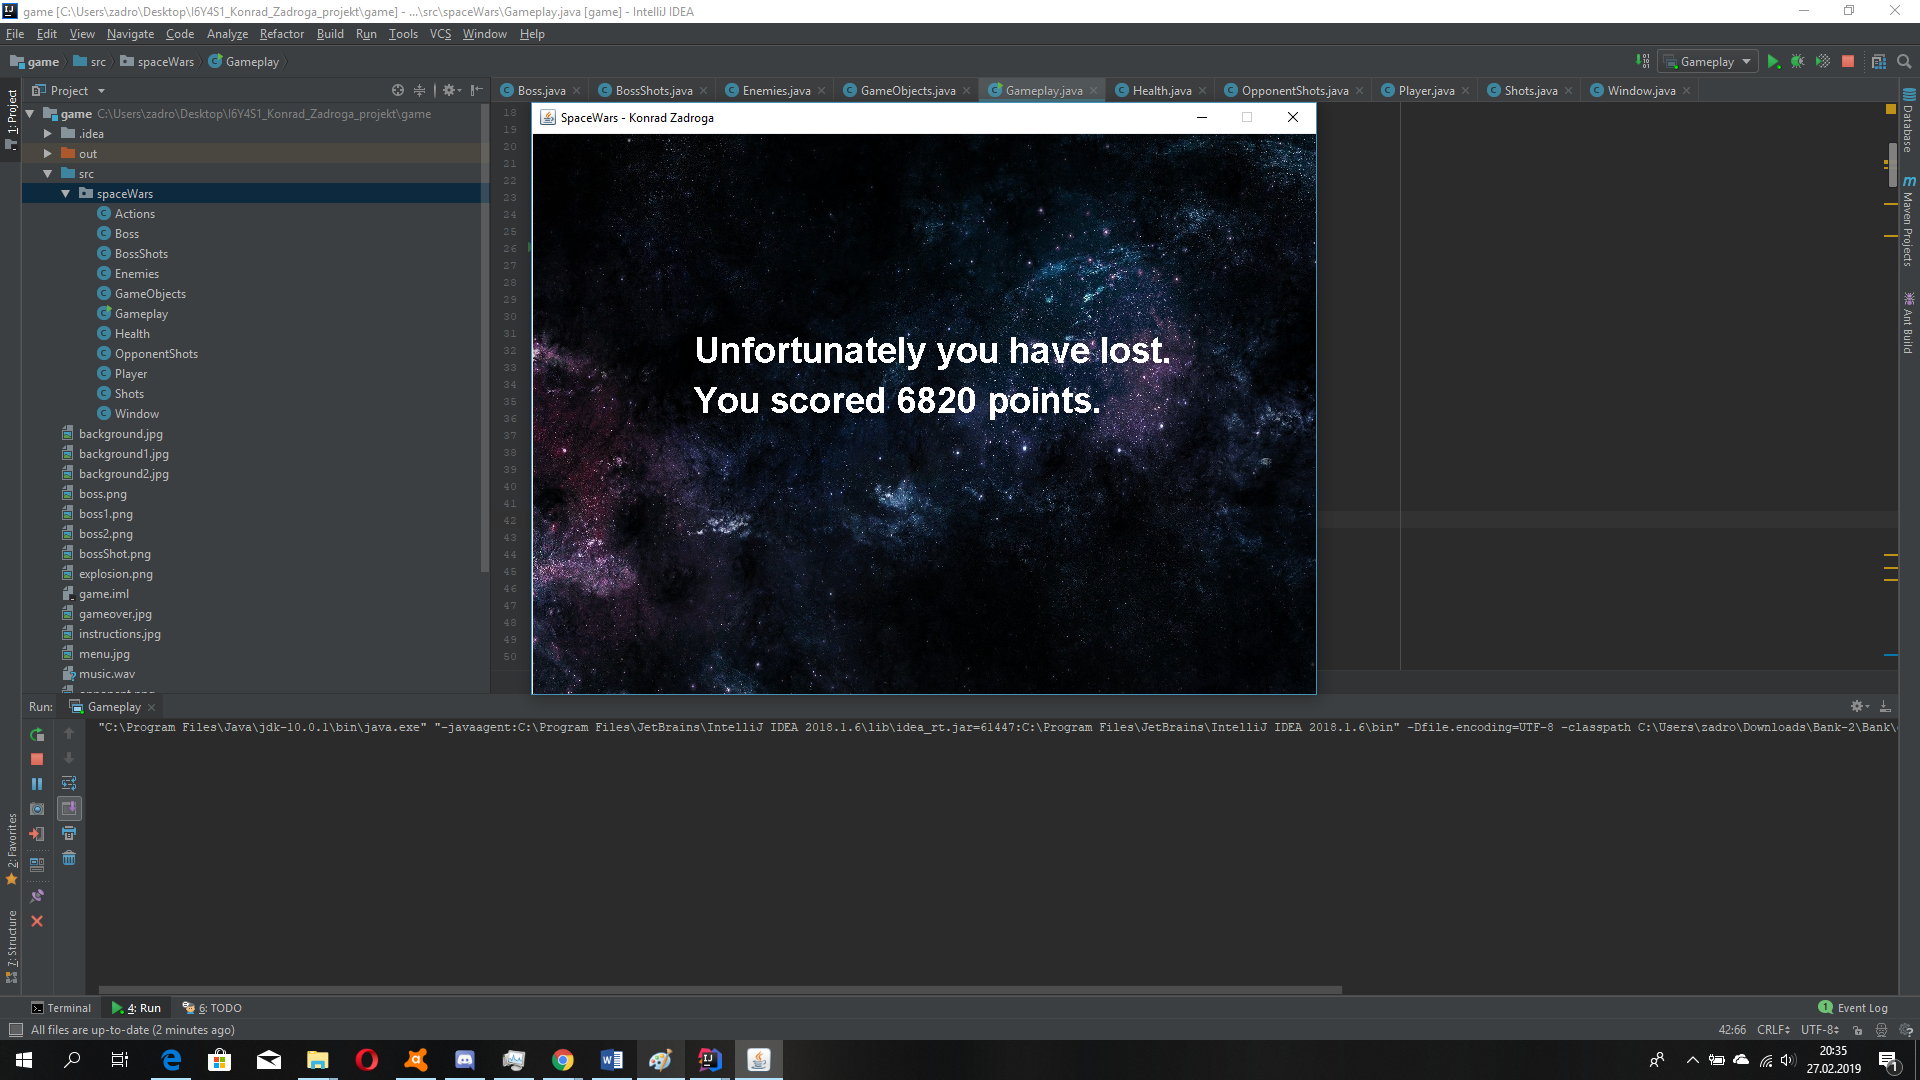 game [C:\Users\zadro\Desktop\I6Y4S1_Konrad_Zadroga_projekt\game] - ...\src\spaceWars\Gameplay.java [game] - IntelliJ IDEA
File Edit View Navigate Code Analyze Refactor Build Run Tools VCS Window Help
game src spaceWars Gameplay
Gameplay
1: Project
Project
Boss.java BossShots.java Enemies.java GameObjects.java Gameplay.java Health.java OpponentShots.java Player.java Shots.java Window.java
game C:\Users\zadro\Desktop\I6Y4S1_Konrad_Zadroga_projekt\game
.idea
out
src
spaceWars
Actions
Boss
BossShots
Enemies
GameObjects
Gameplay
Health
OpponentShots
Player
Shots
Window
background.jpg
background1.jpg
background2.jpg
boss.png
boss1.png
boss2.png
bossShot.png
explosion.png
game.iml
gameover.jpg
instructions.jpg
menu.jpg
music.wav
18
19
20
21
22
23
24
25
26
27
28
29
30
31
32
33
34
35
36
37
38
39
40
41
42
43
44
45
46
47
48
49
50
SpaceWars - Konrad Zadroga
Unfortunately you have lost.
You scored 6820 points.
Database
Maven Projects
Ant Build
Run: Gameplay
"C:\Program Files\Java\jdk-10.0.1\bin\java.exe" "-javaagent:C:\Program Files\JetBrains\IntelliJ IDEA 2018.1.6\lib\idea_rt.jar=61447:C:\Program Files\JetBrains\IntelliJ IDEA 2018.1.6\bin" -Dfile.encoding=UTF-8 -classpath C:\Users\zadro\Downloads\Bank-2\Bank\
2: Favorites
7: Structure
Terminal 4: Run 6: TODO
1 Event Log
All files are up-to-date (2 minutes ago)
42:66 CRLF UTF-8
20:35
27.02.2019
1